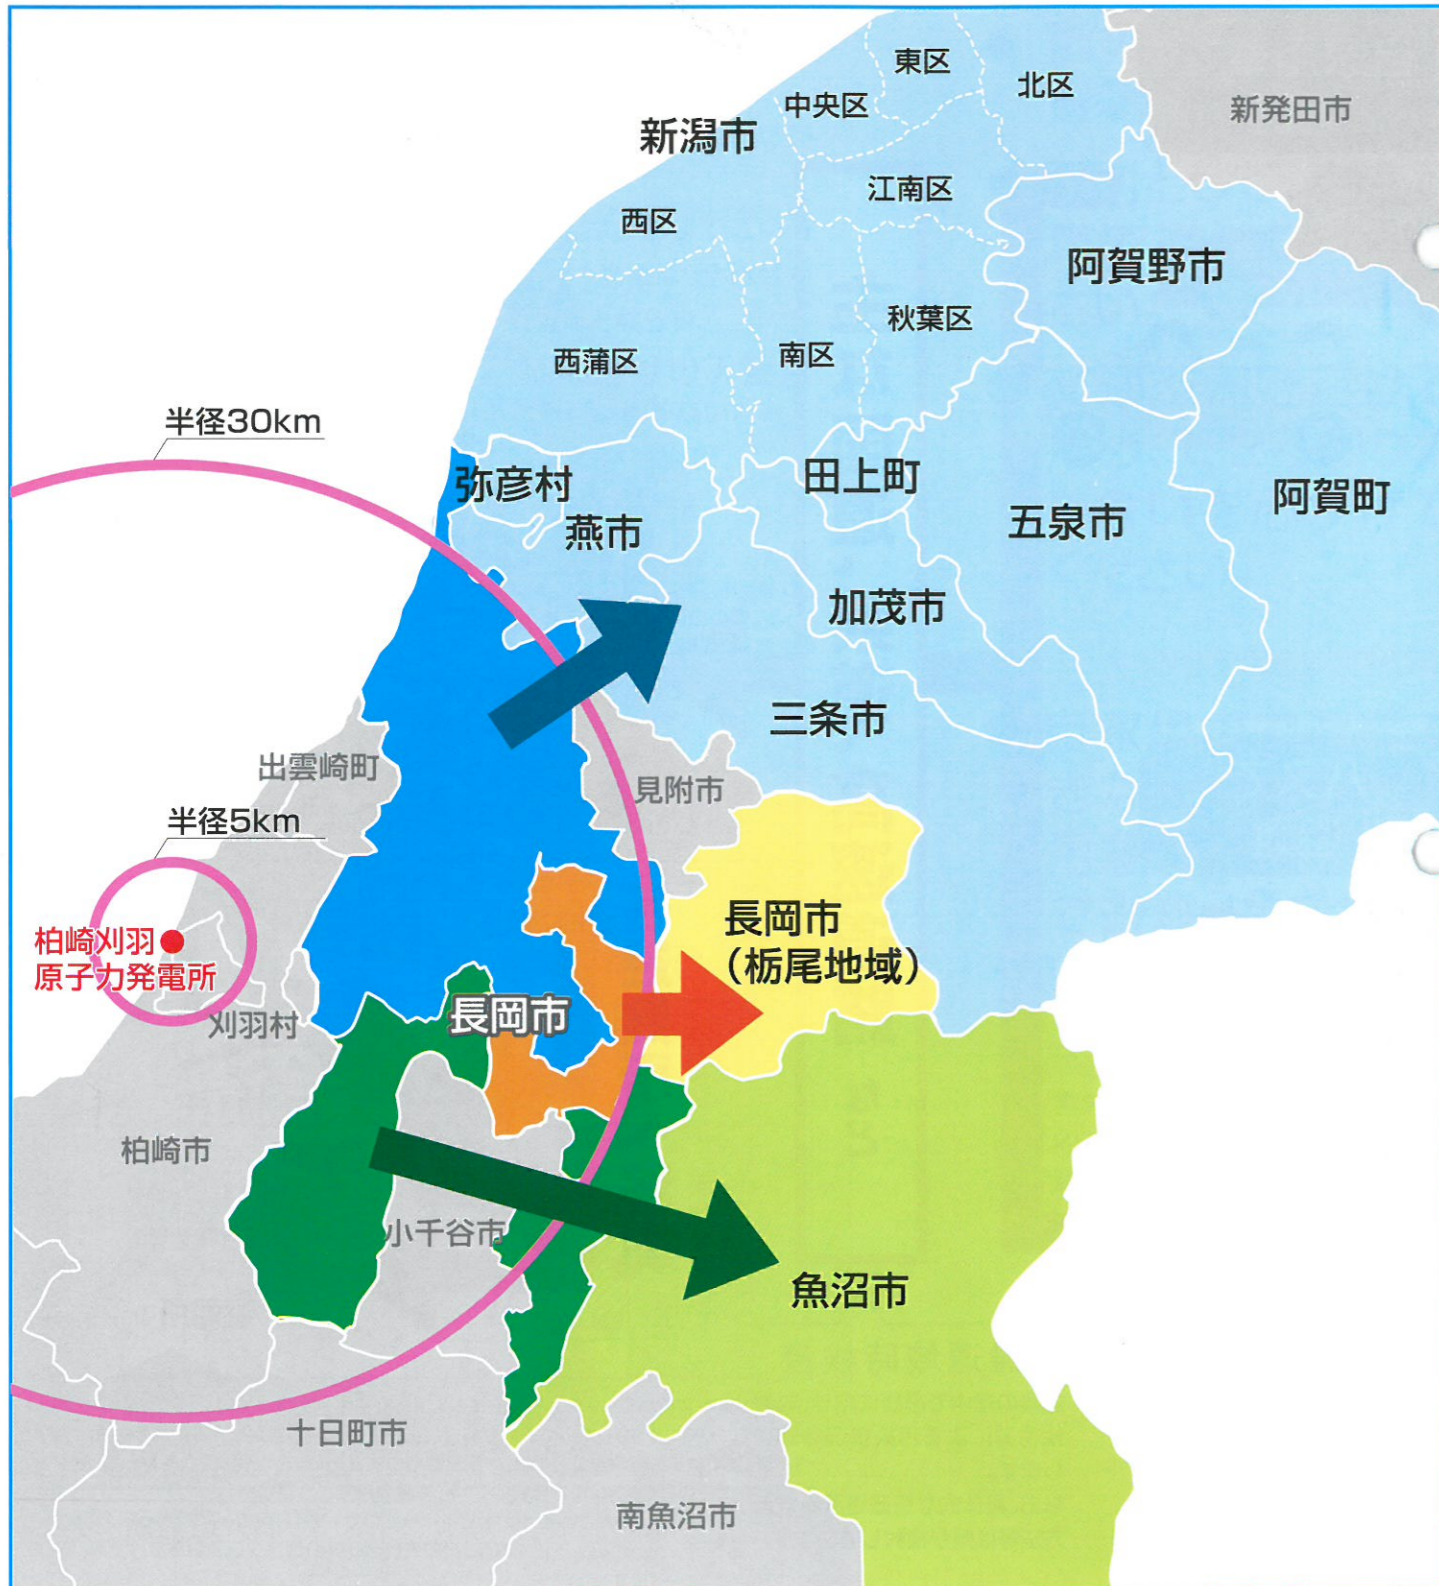 東区
北区
中央区
新発田市
新潟市
江南区
西区
阿賀野市
秋葉区
南区
西蒲区
半径30km
弥彦村
田上町
阿賀町
燕市
五泉市
加茂市
三条市
出雲崎町
見附市
半径5km
長岡市
（栃尾地域）
柏崎刈羽
原子力発電所
長岡市
刈羽村
柏崎市
小千谷市
魚沼市
十日町市
南魚沼市